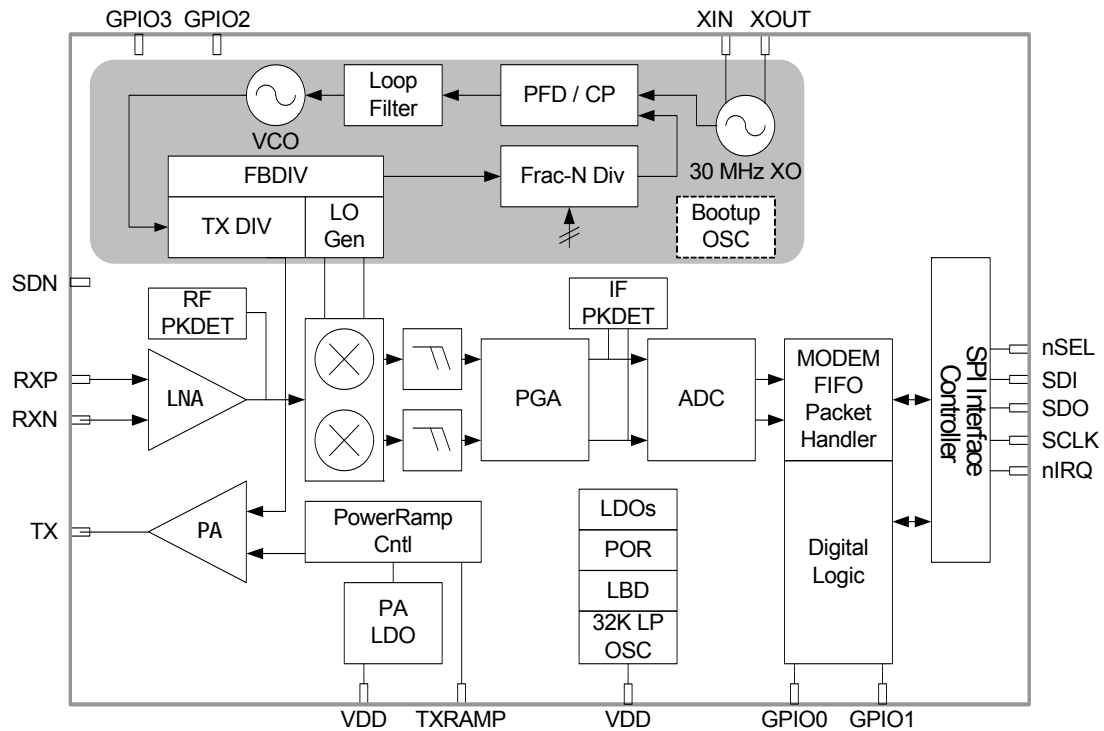 GPIO3 GPIO2
XIN XOUT
Loop
Filter
PFD / CP
VCO
30 MHz XO
FBDIV
Frac-N Div
TX DIV
LO
Gen
Bootup
OSC
SDN
RF
PKDET
IF
PKDET
RXP
RXN
LNA
PGA
ADC
MODEM
FIFO
Packet
Handler
SPI Interface
Controller
nSEL
SDI
SDO
SCLK
nIRQ
TX
PA
PowerRamp
Cntl
LDOs
POR
LBD
32K LP
OSC
Digital
Logic
PA
LDO
VDD
TXRAMP
VDD
GPIO0
GPIO1